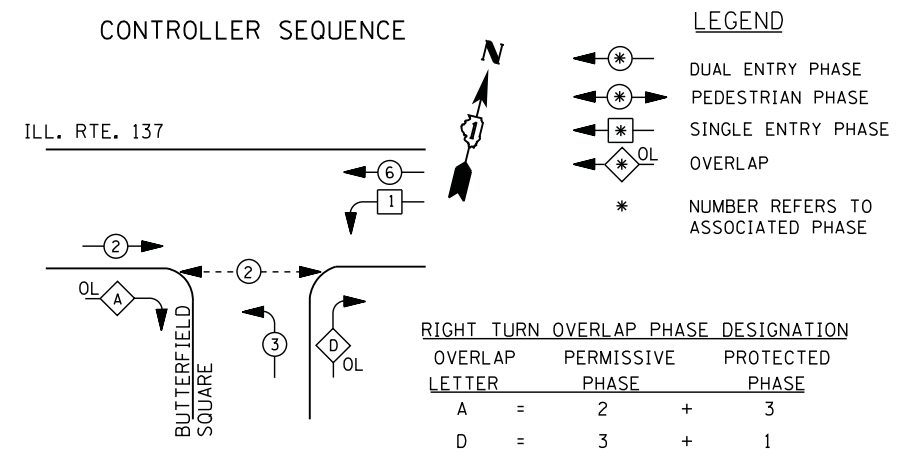 CONTROLLER SEQUENCE
N
1
ILL. RTE. 137
6
1
2
2
OL
A
3
D
OL
BUTTERFIELD
SQUARE
LEGEND
* DUAL ENTRY PHASE
* PEDESTRIAN PHASE
* SINGLE ENTRY PHASE
* OL OVERLAP
* NUMBER REFERS TO
ASSOCIATED PHASE
RIGHT TURN OVERLAP PHASE DESIGNATION
OVERLAP PERMISSIVE PROTECTED
LETTER PHASE PHASE
A = 2 + 3
D = 3 + 1